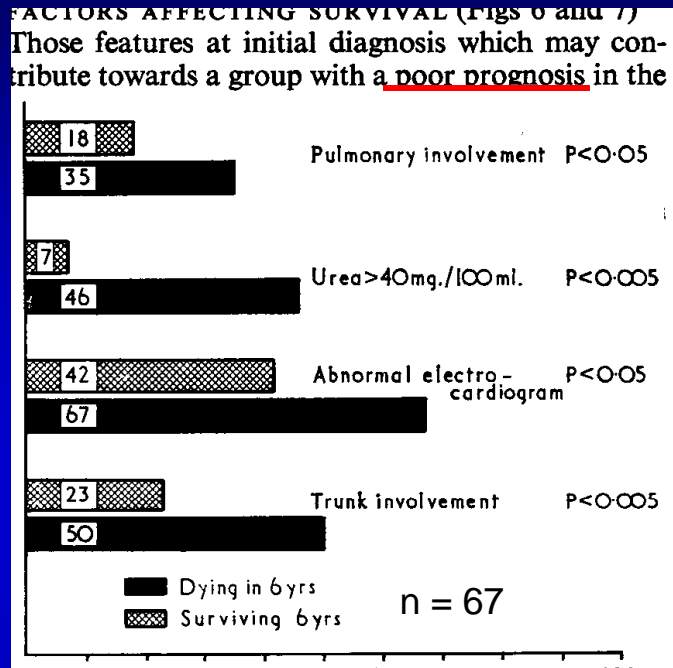 FACTORS AFFECTING SURVIVAL (Figs 6 and 7)
Those features at initial diagnosis which may con-
tribute towards a group with a poor prognosis in the
18
Pulmonary involvement P<0·05
35
7
Urea>40mg./100ml. P<0·005
46
42
Abnormal electro- P<0·05
cardiogram
67
23
Trunk involvement P<0·005
50
Dying in 6yrs
n = 67
Surviving 6yrs